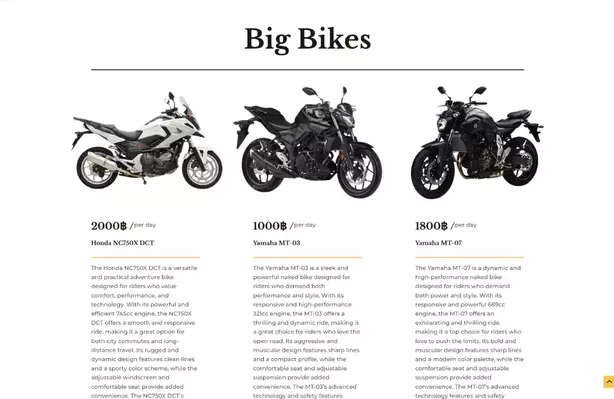 Big Bikes
2000฿ /per day
Honda NC750X DCT
The Honda NC750X DCT is a versatile
and practical adventure bike
designed for riders who value
comfort, performance, and
technology. With its powerful and
efficient 745cc engine, the NC750X
DCT offers a smooth and responsive
ride, making it a great option for
both city commutes and long-
distance travel. Its rugged and
dynamic design features clean lines
and a sporty color scheme, while the
adjustable windscreen and
comfortable seat provide added
convenience. The NC750X DCT's
1000฿ /per day
Yamaha MT-03
The Yamaha MT-03 is a sleek and
powerful naked bike designed for
riders who demand both
performance and style. With its
responsive and high-performance
321cc engine, the MT-03 offers a
thrilling and dynamic ride, making it
a great choice for riders who love the
open road. Its aggressive and
muscular design features sharp lines
and a compact profile, while the
comfortable seat and adjustable
suspension provide added
convenience. The MT-03's advanced
technology and safety features
1800฿ /per day
Yamaha MT-07
The Yamaha MT-07 is a dynamic and
high-performance naked bike
designed for riders who demand
both power and style. With its
responsive and powerful 689cc
engine, the MT-07 offers an
exhilarating and thrilling ride,
making it a top choice for riders who
love to push the limits. Its bold and
muscular design features sharp lines
and a modern color palette, while the
comfortable seat and adjustable
suspension provide added
convenience. The MT-07's advanced
technology features and safety